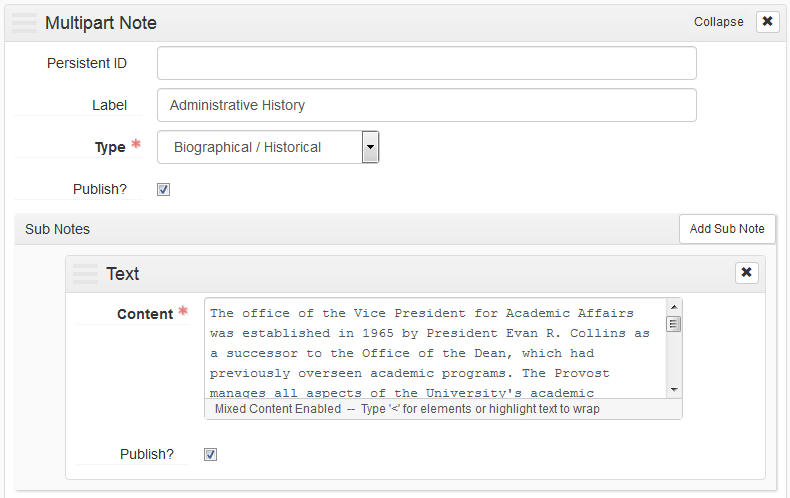 Multipart Note
Collapse ✖
Persistent ID
Label Administrative History
Type * Biographical / Historical
Publish?
Sub Notes
Add Sub Note
Text ✖
Content *
The office of the Vice President for Academic Affairs
was established in 1965 by President Evan R. Collins as
a successor to the Office of the Dean, which had
previously overseen academic programs. The Provost
manages all aspects of the University's academic
Mixed Content Enabled -- Type '<' for elements or highlight text to wrap
Publish?